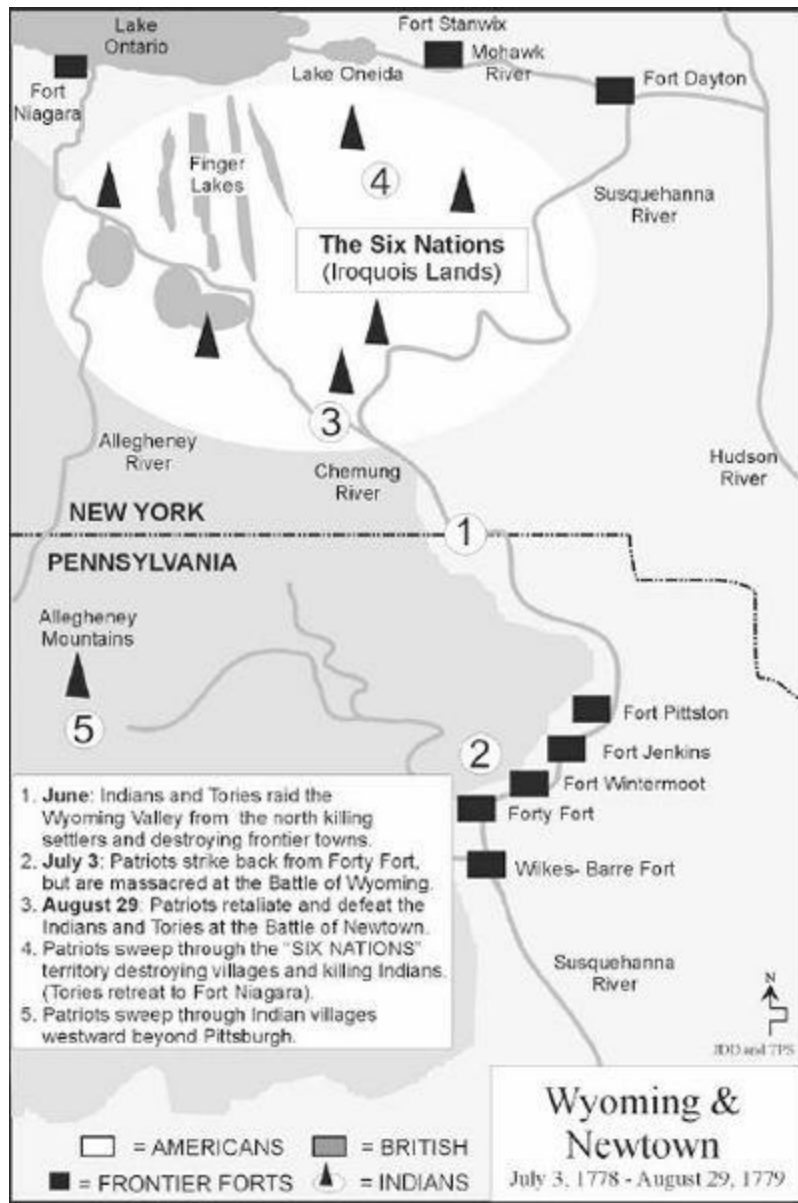 Lake
Ontario
Fort Stanwix
Lake Oneida
Mohawk
River
Fort Dayton
Fort
Niagara
Finger
Lakes
4
Susquehanna
River
The Six Nations
(Iroquois Lands)
3
Allegheney
River
Chemung
River
Hudson
River
NEW YORK
1
PENNSYLVANIA
Allegheney
Mountains
5
2
Fort Pittston
Fort Jenkins
Fort Wintermoot
Forty Fort
Wilkes- Barre Fort
1. June: Indians and Tories raid the
Wyoming Valley from the north killing
settlers and destroying frontier towns.
2. July 3: Patriots strike back from Forty Fort,
but are massacred at the Battle of Wyoming.
3. August 29: Patriots retaliate and defeat the
Indians and Tories at the Battle of Newtown.
4. Patriots sweep through the "SIX NATIONS"
territory destroying villages and killing Indians.
(Tories retreat to Fort Niagara).
5. Patriots sweep through Indian villages
westward beyond Pittsburgh.
Susquehanna
River
N
JDD and TPS
Wyoming &
Newtown
July 3, 1778 - August 29, 1779
= AMERICANS
= BRITISH
= FRONTIER FORTS
= INDIANS